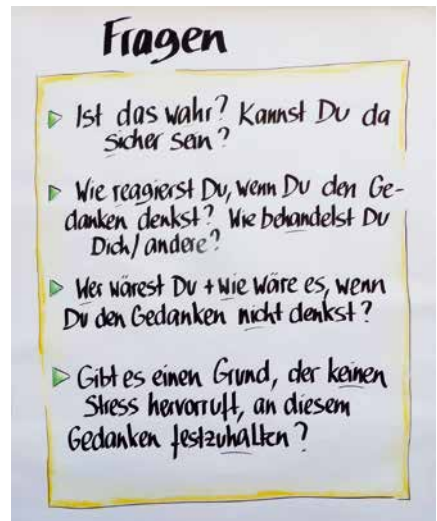 Fragen
Ist das wahr? Kannst Du da
sicher sein?
Wie reagierst Du, wenn Du den Ge-
danken denkst? Wie behandelst Du
Dich/andere?
Wer wärest Du + wie wäre es, wenn
Du den Gedanken nicht denkst?
Gibt es einen Grund, der keinen
Stress hervorruft, an diesem
Gedanken festzuhalten?